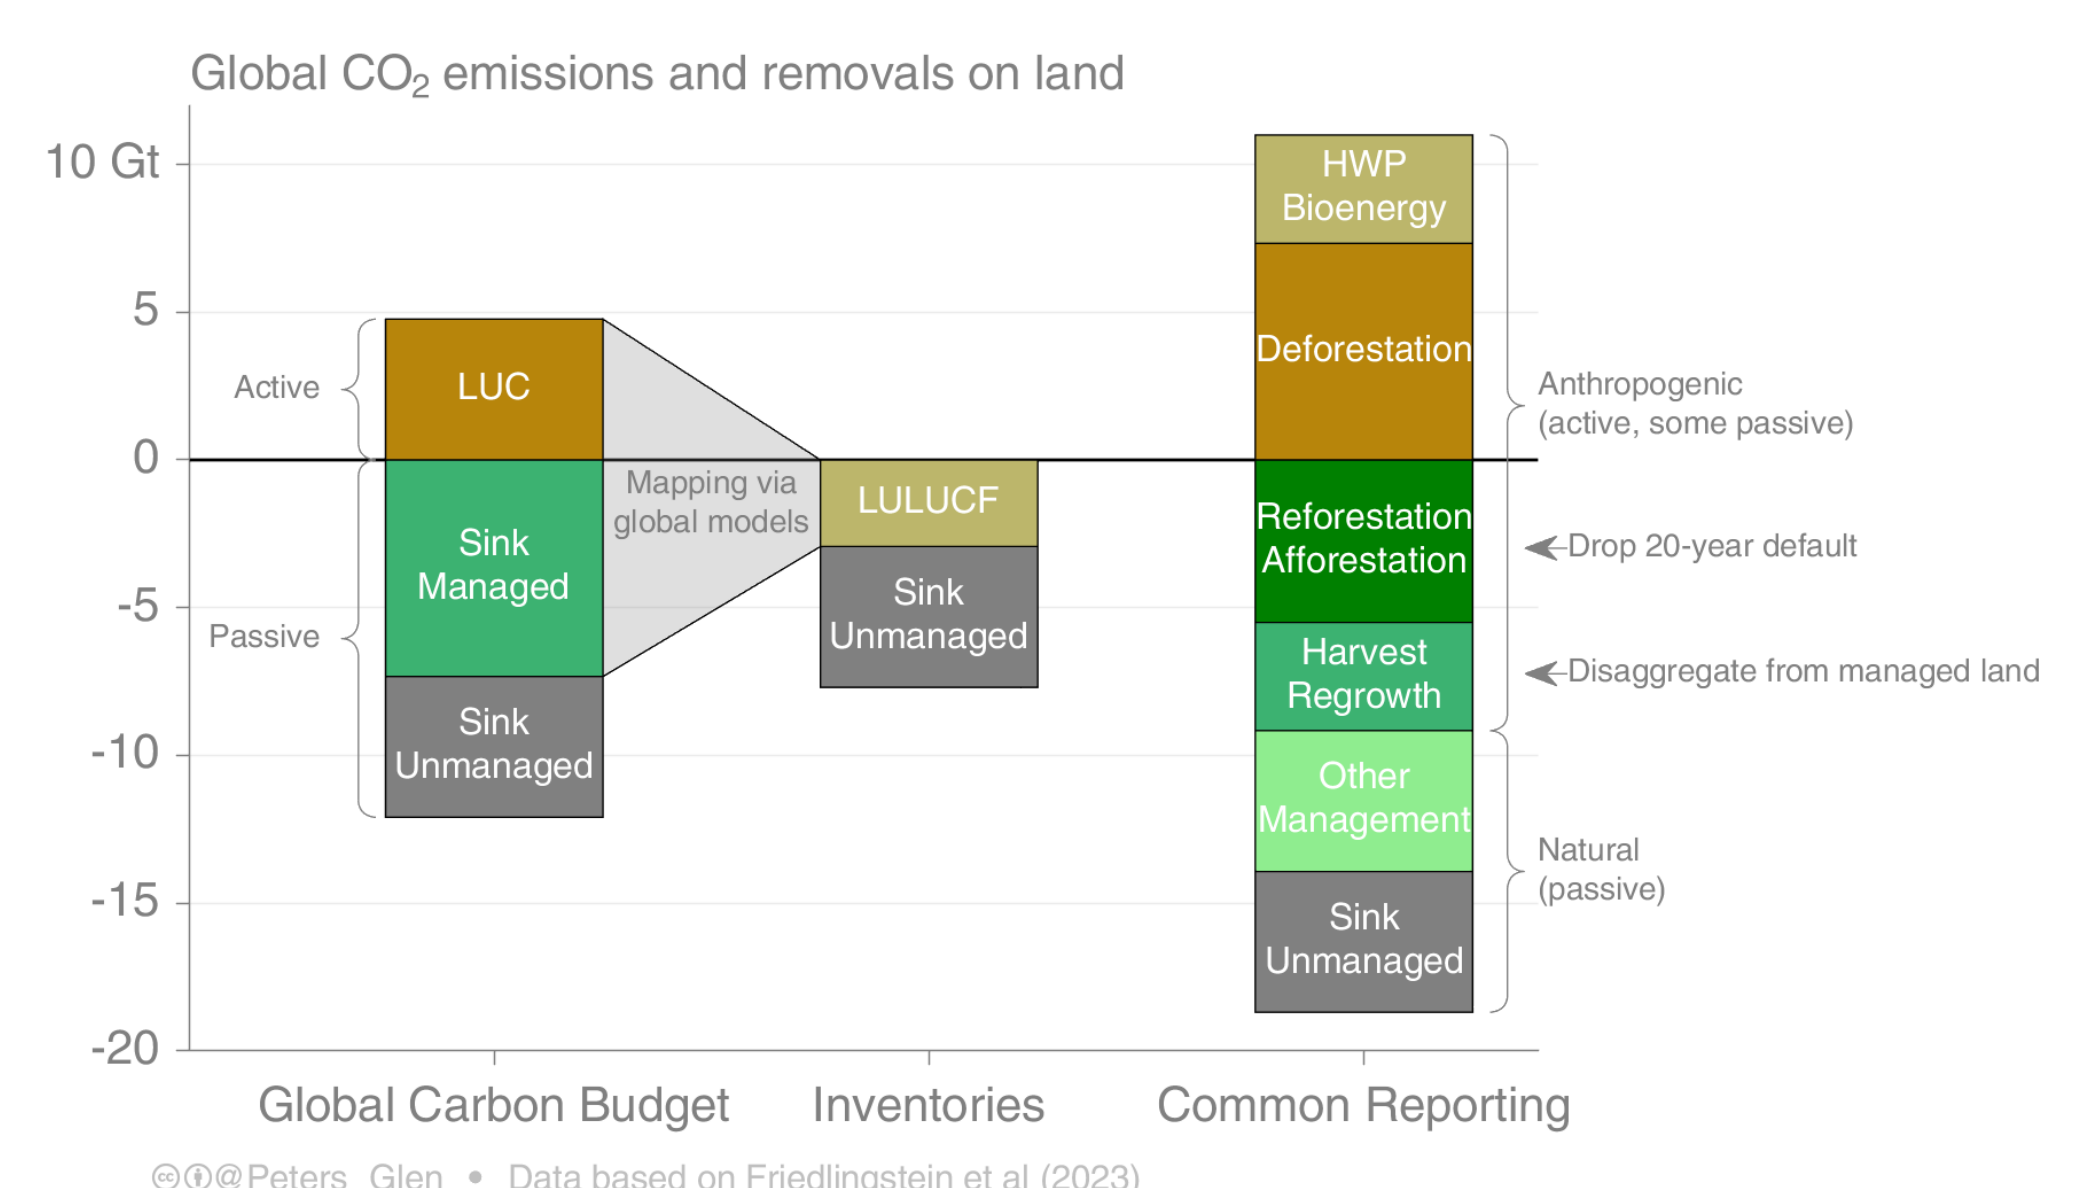 Global CO₂ emissions and removals on land
10 Gt
5
0
-5
-10
-15
-20
Active
Passive
LUC
Sink
Managed
Sink
Unmanaged
Mapping via
global models
LULUCF
Sink
Unmanaged
HWP
Bioenergy
Deforestation
Reforestation
Afforestation
Harvest
Regrowth
Other
Management
Sink
Unmanaged
Anthropogenic
(active, some passive)
Drop 20-year default
Disaggregate from managed land
Natural
(passive)
Global Carbon Budget
Inventories
Common Reporting
@Peters_Glen • Data based on Friedlingstein et al (2023)